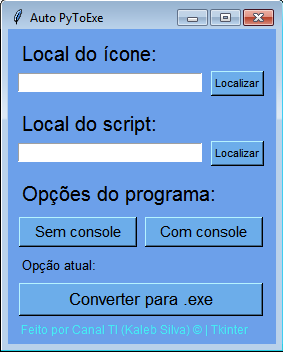 Auto PyToExe
Local do ícone:
Localizar
Local do script:
Localizar
Opções do programa:
Sem console Com console
Opção atual:
Converter para .exe
Feito por Canal TI (Kaleb Silva) © | Tkinter